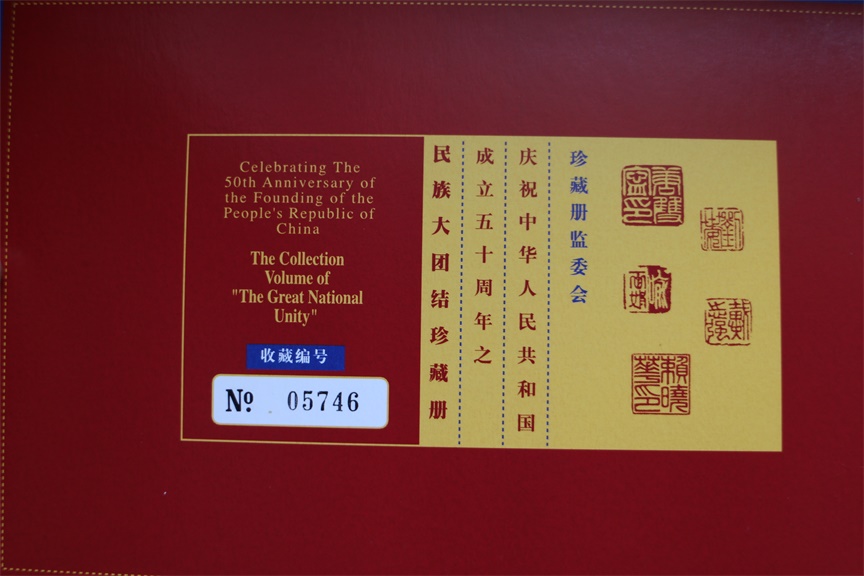 Celebrating The
50th Anniversary of
the Founding of the
People's Republic of
China
The Collection
Volume of
"The Great National
Unity"
收藏编号
Nº 05746
珍藏册监委会
庆祝中华人民共和国
成立五十周年之
民族大团结珍藏册